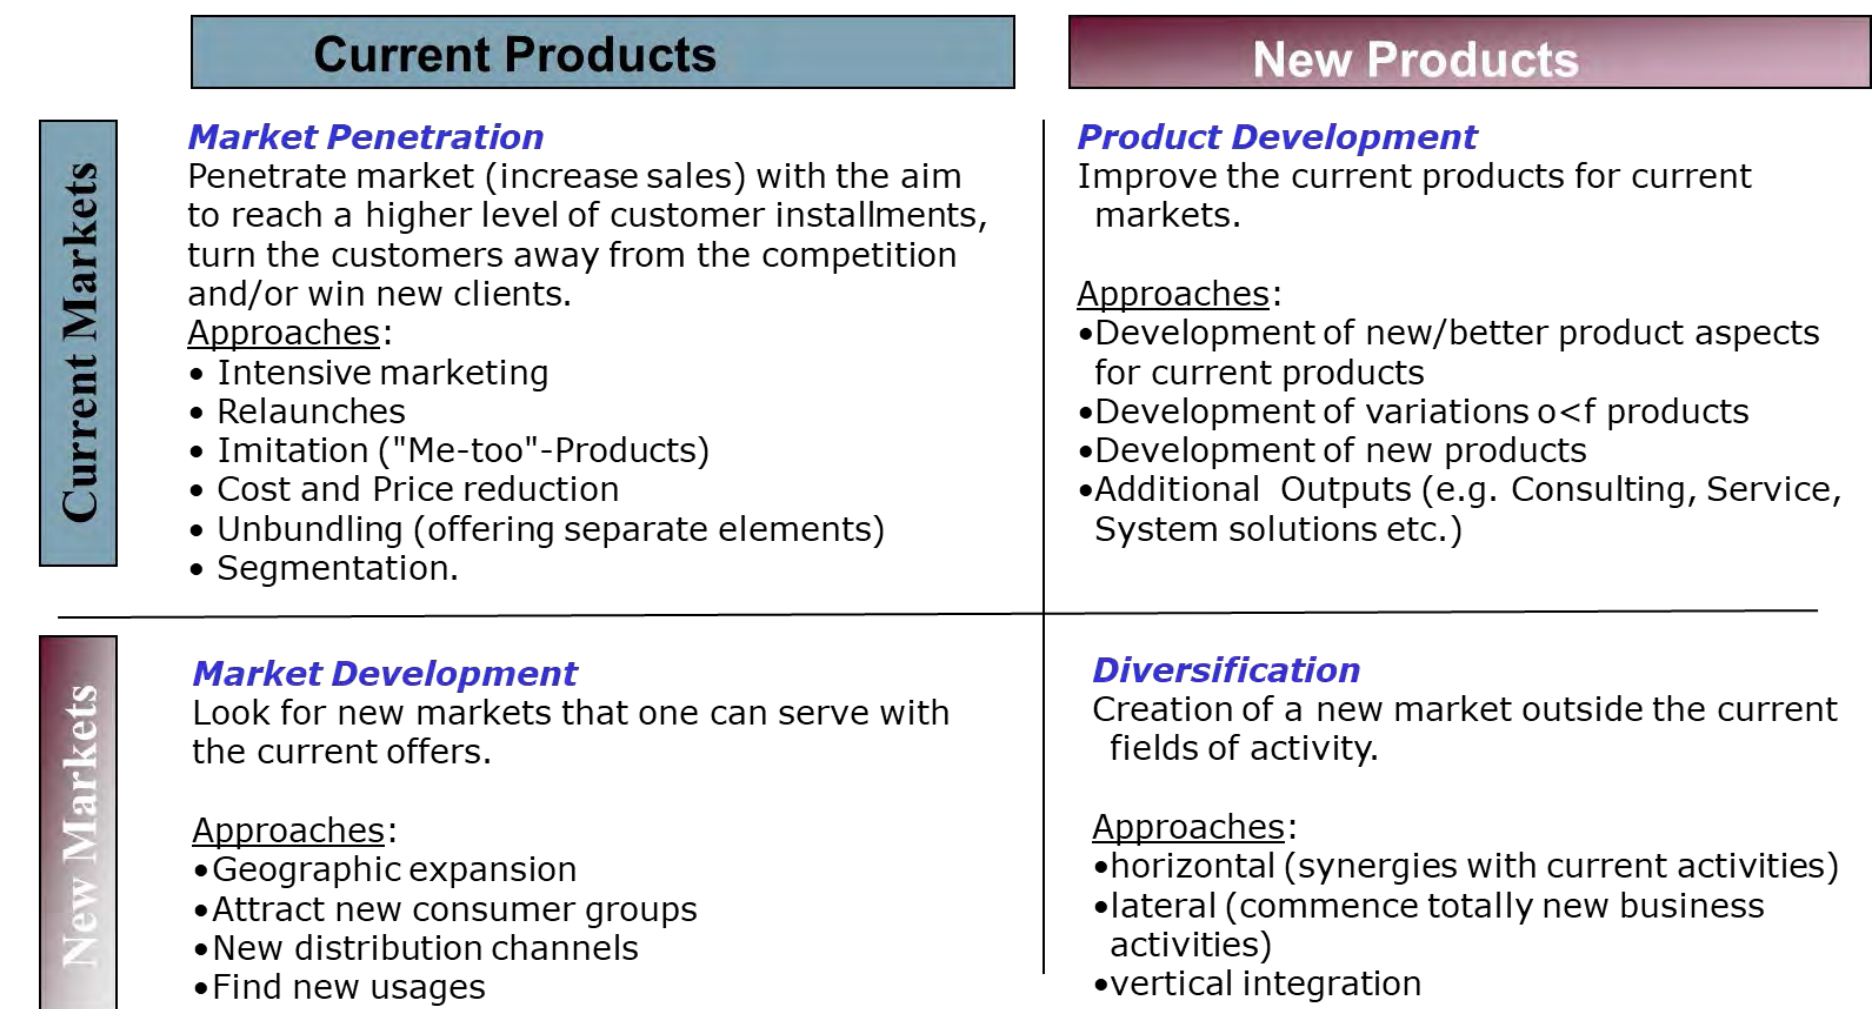 Current Products
New Products
Current Markets
Market Penetration
Penetrate market (increase sales) with the aim
to reach a higher level of customer installments,
turn the customers away from the competition
and/or win new clients.
Approaches:
• Intensive marketing
• Relaunches
• Imitation ("Me-too"-Products)
• Cost and Price reduction
• Unbundling (offering separate elements)
• Segmentation.
Product Development
Improve the current products for current
markets.
Approaches:
•Development of new/better product aspects
for current products
•Development of variations o<f products
•Development of new products
•Additional Outputs (e.g. Consulting, Service,
System solutions etc.)
New Markets
Market Development
Look for new markets that one can serve with
the current offers.
Approaches:
•Geographic expansion
•Attract new consumer groups
•New distribution channels
•Find new usages
Diversification
Creation of a new market outside the current
fields of activity.
Approaches:
•horizontal (synergies with current activities)
•lateral (commence totally new business
activities)
•vertical integration